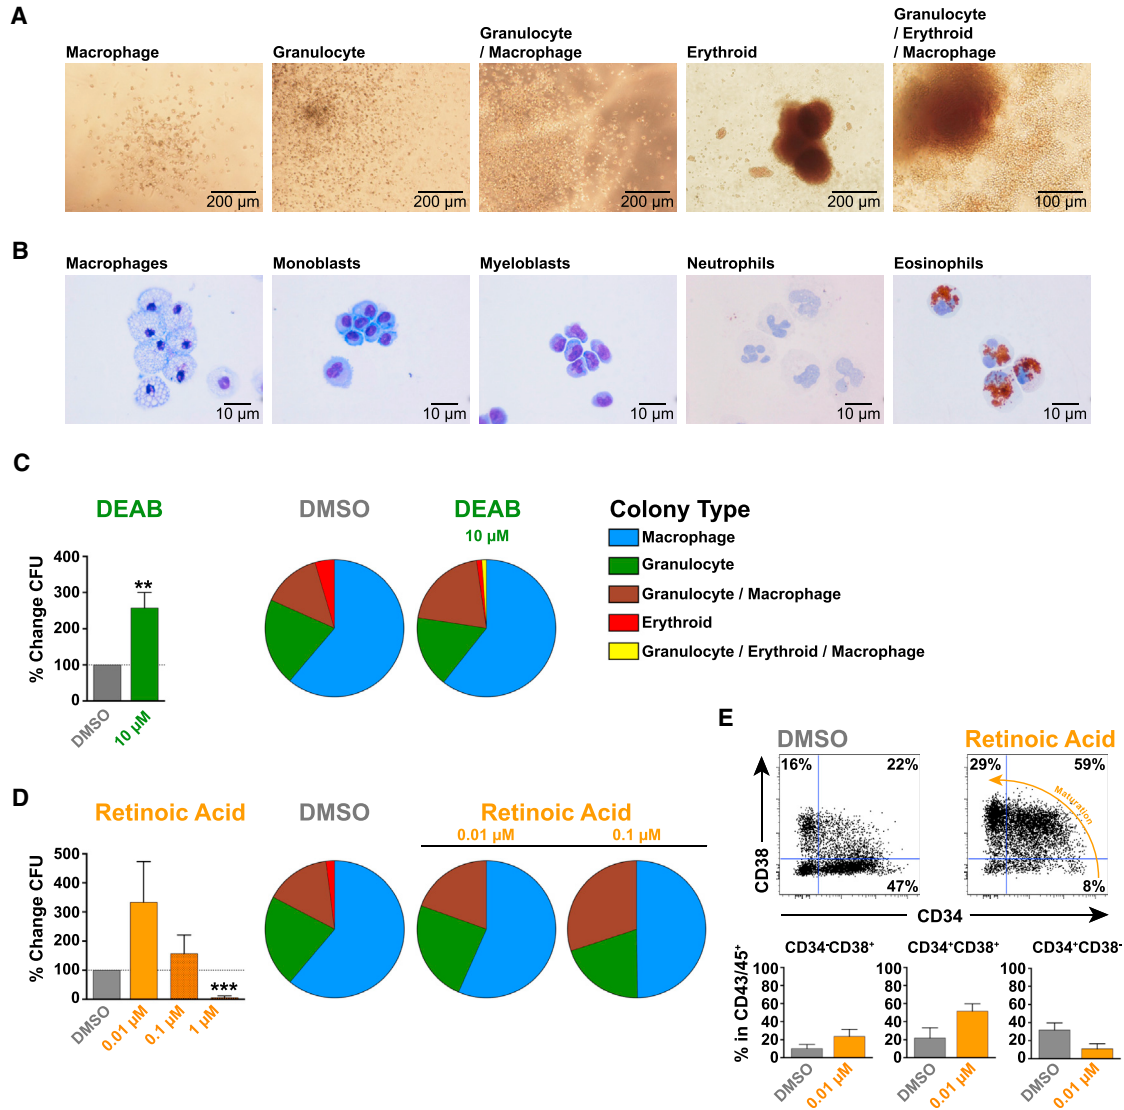 A
Macrophage
Granulocyte
Granulocyte
/ Macrophage
Erythroid
Granulocyte
/ Erythroid
/ Macrophage
200 µm
200 µm
200 µm
200 µm
100 µm
B
Macrophages
Monoblasts
Myeloblasts
Neutrophils
Eosinophils
10 µm
10 µm
10 µm
10 µm
10 µm
C
DEAB
% Change CFU
400
300
200
100
0
**
DMSO
10 µM
DMSO
DEAB
10 µM
Colony Type
Macrophage
Granulocyte
Granulocyte / Macrophage
Erythroid
Granulocyte / Erythroid / Macrophage
D
Retinoic Acid
% Change CFU
500
400
300
200
100
0
***
DMSO
0.01 µM
0.1 µM
1 µM
DMSO
Retinoic Acid
0.01 µM
0.1 µM
E
DMSO
16%
22%
47%
Retinoic Acid
29%
59%
8%
Maturation
CD38
CD34
% in CD43/45⁺
CD34⁻CD38⁺
100
80
60
40
20
0
DMSO
0.01 µM
CD34⁺CD38⁺
100
80
60
40
20
0
DMSO
0.01 µM
CD34⁺CD38⁻
100
80
60
40
20
0
DMSO
0.01 µM